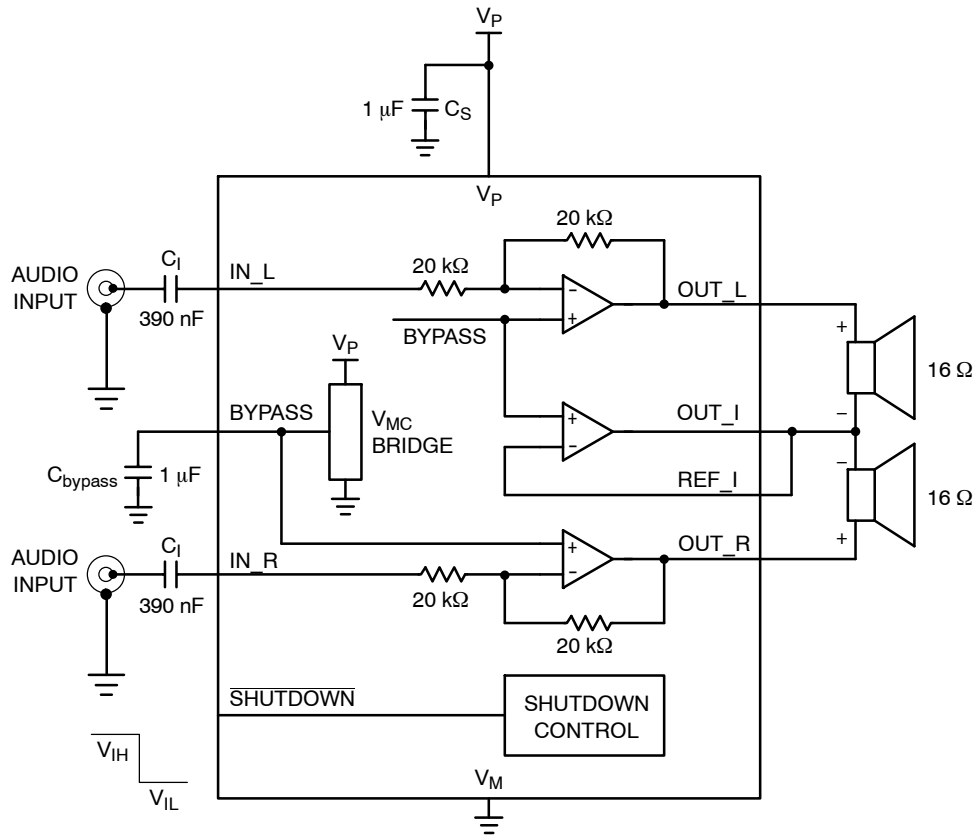 V_P
1 μF C_S
V_P
20 kΩ
AUDIO
INPUT
C_I
390 nF
IN_L
20 kΩ
−
+
OUT_L
BYPASS
+
16 Ω
−
V_P
V_MC
BRIDGE
BYPASS
C_bypass 1 μF
+
−
OUT_I
REF_I
−
16 Ω
+
AUDIO
INPUT
C_I
390 nF
IN_R
20 kΩ
+
−
OUT_R
20 kΩ
SHUTDOWN
SHUTDOWN
CONTROL
V_IH
V_IL
V_M